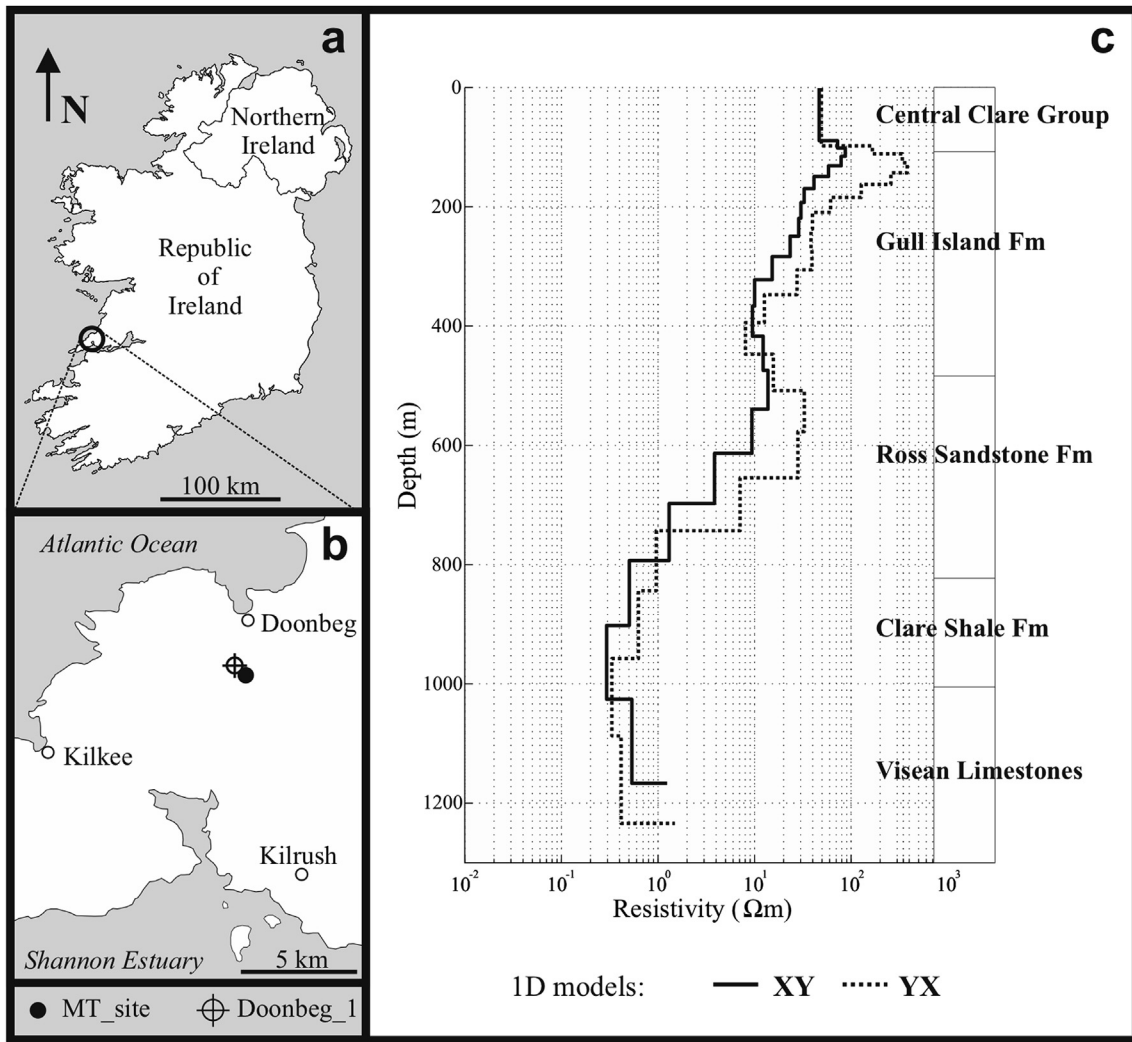 a
N
Northern
Ireland
Republic
of
Ireland
100 km
b
Atlantic Ocean
Doonbeg
Kilkee
Kilrush
Shannon Estuary
5 km
MT_site
Doonbeg_1
c
0
200
400
600
800
1000
1200
Depth (m)
Central Clare Group
Gull Island Fm
Ross Sandstone Fm
Clare Shale Fm
Visean Limestones
10-2 10-1 100 101 102 103
Resistivity (Ωm)
1D models: XY YX